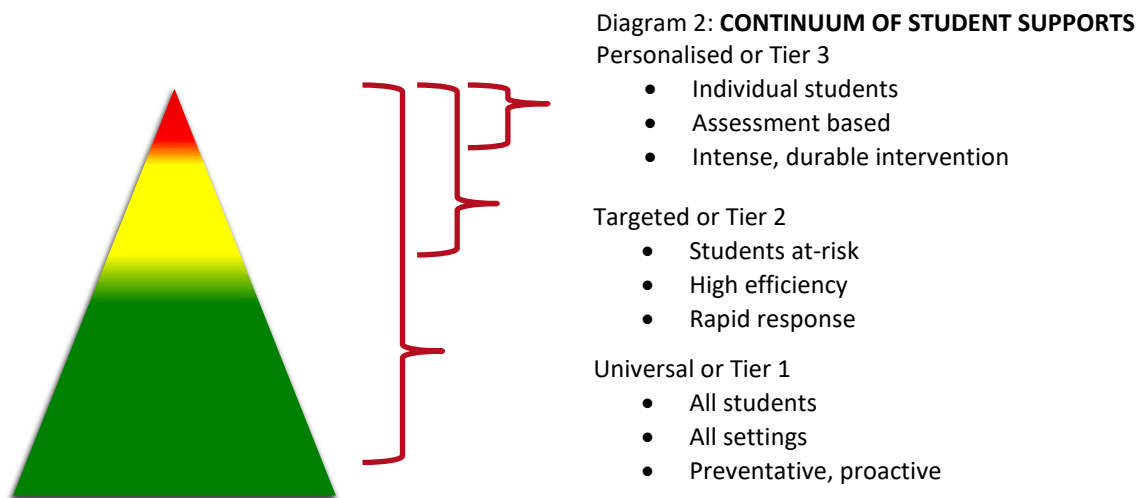 Diagram 2: CONTINUUM OF STUDENT SUPPORTS
Personalised or Tier 3
• Individual students
• Assessment based
• Intense, durable intervention
Targeted or Tier 2
• Students at-risk
• High efficiency
• Rapid response
Universal or Tier 1
• All students
• All settings
• Preventative, proactive